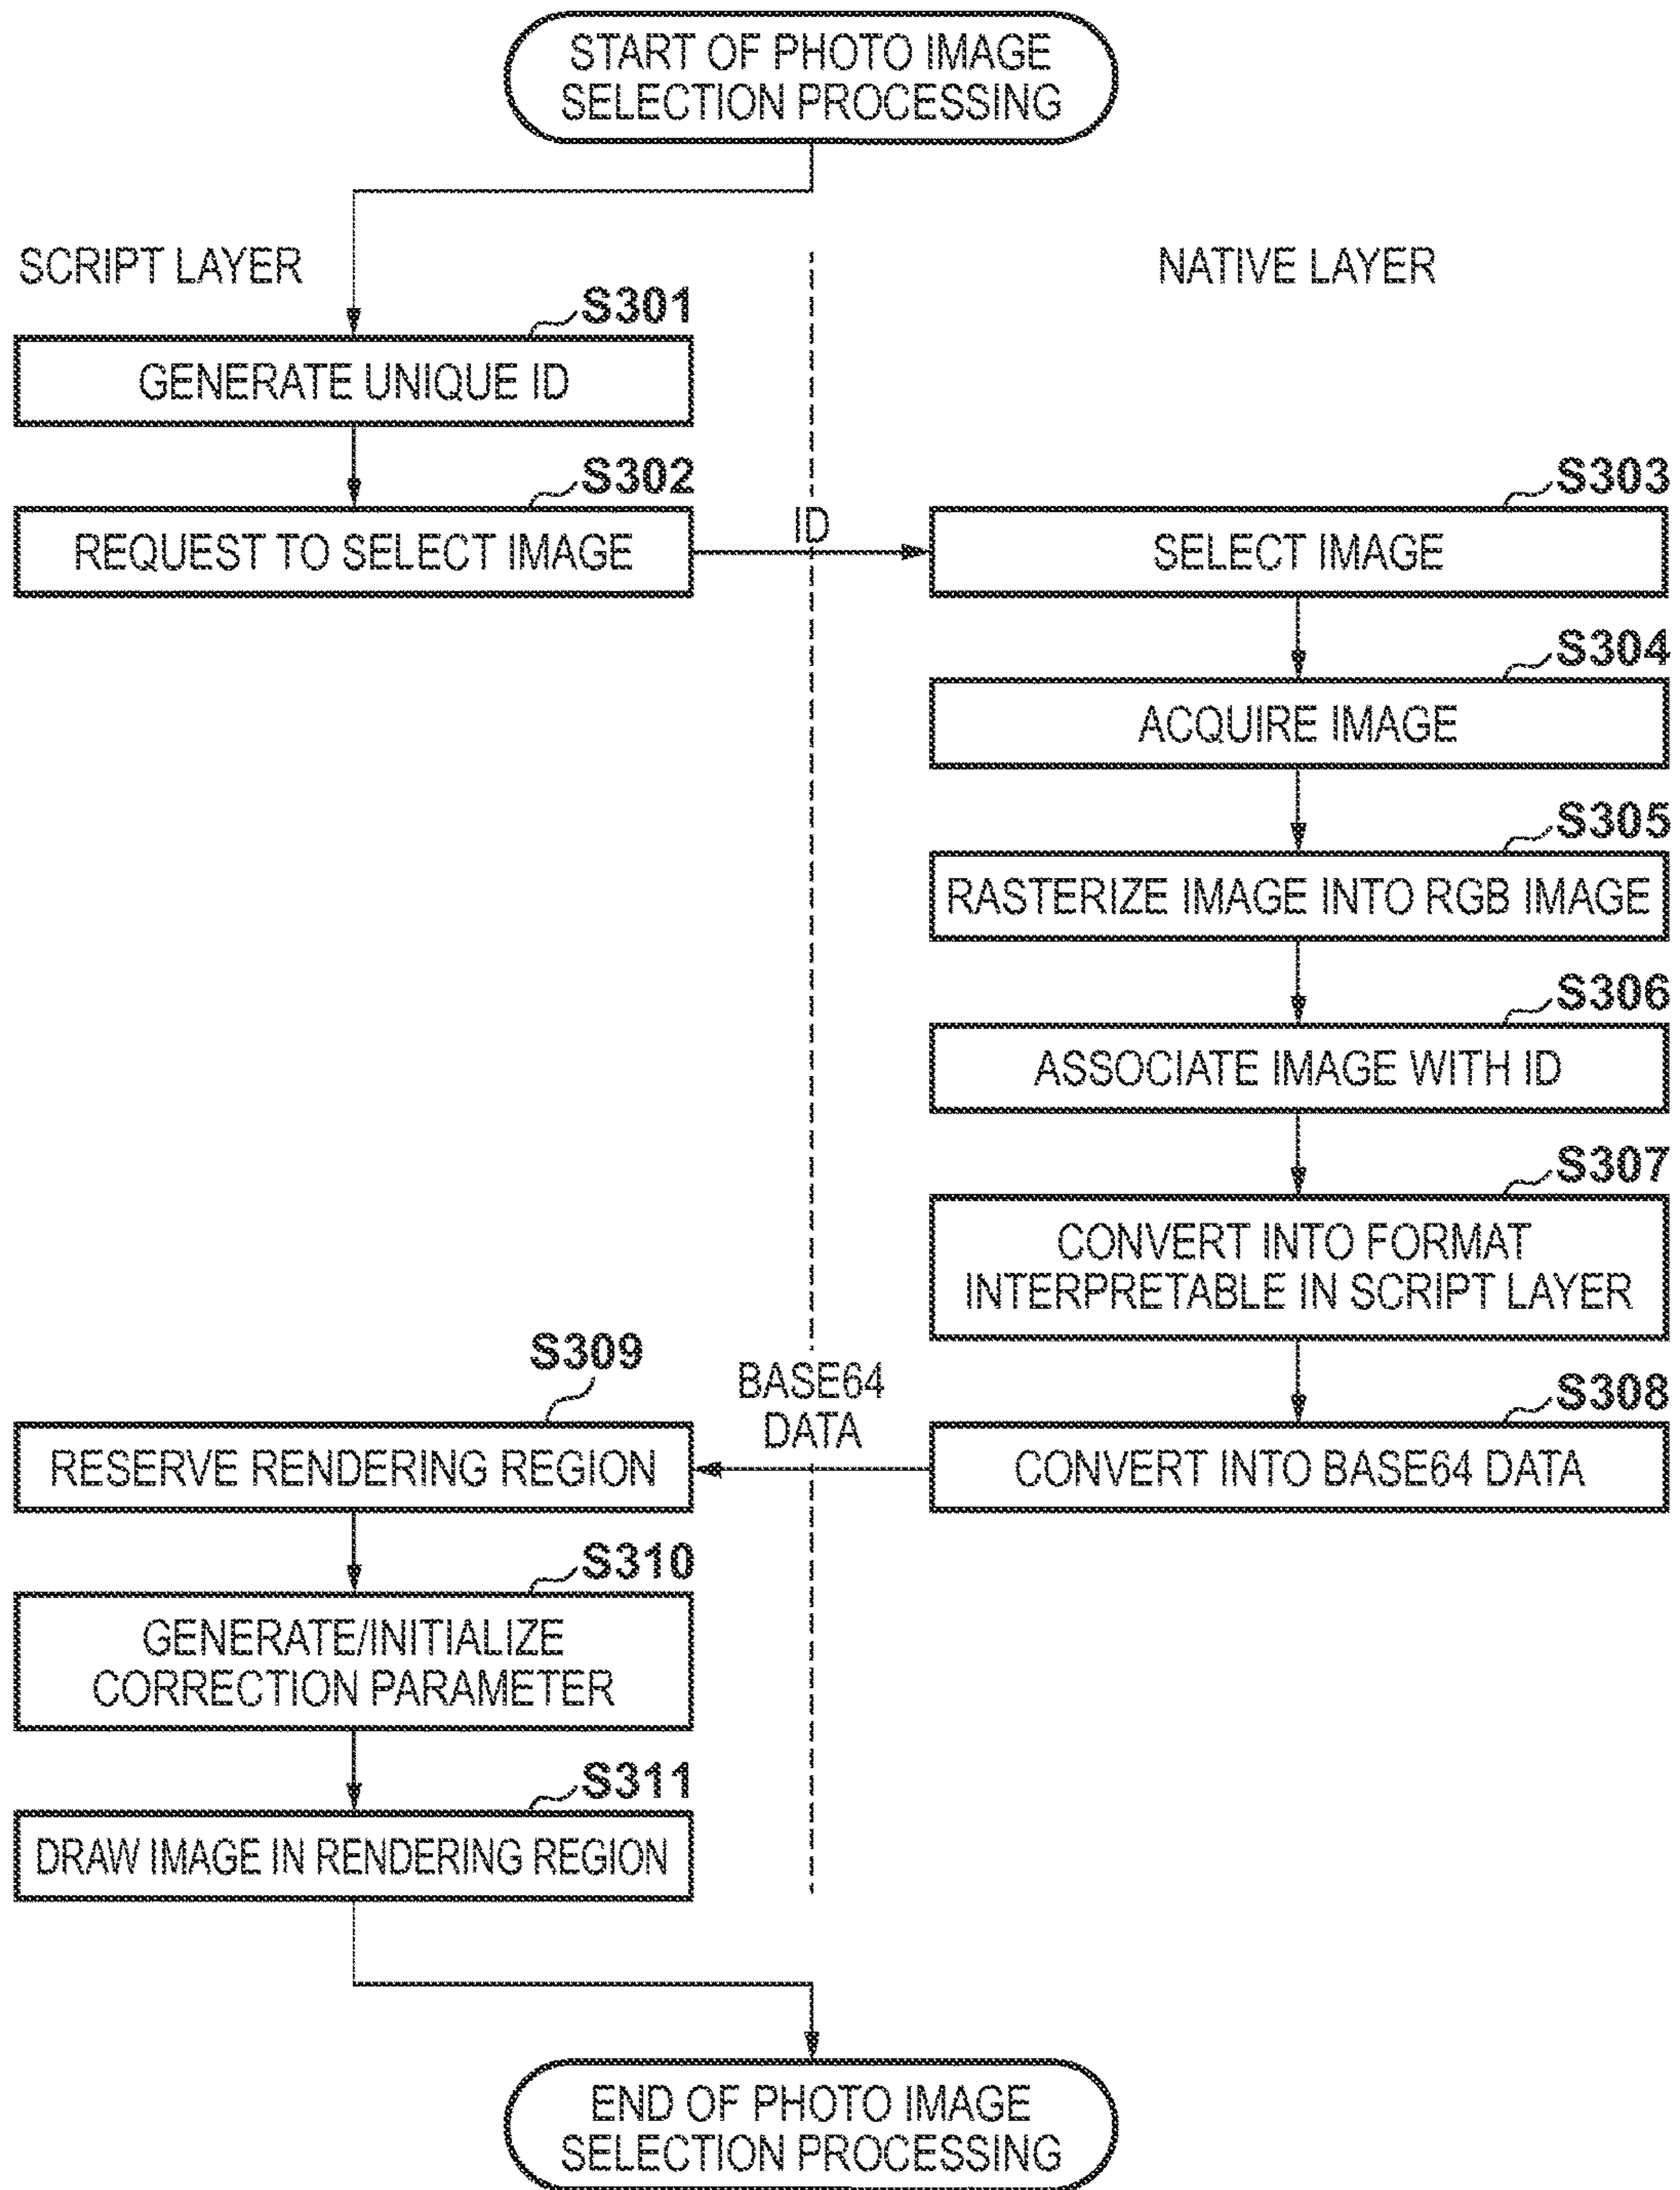 START OF PHOTO IMAGE
SELECTION PROCESSING
SCRIPT LAYER
NATIVE LAYER
S301
GENERATE UNIQUE ID
S302
REQUEST TO SELECT IMAGE
ID
S303
SELECT IMAGE
S304
ACQUIRE IMAGE
S305
RASTERIZE IMAGE INTO RGB IMAGE
S306
ASSOCIATE IMAGE WITH ID
S307
CONVERT INTO FORMAT
INTERPRETABLE IN SCRIPT LAYER
S308
CONVERT INTO BASE64 DATA
BASE64
DATA
S309
RESERVE RENDERING REGION
S310
GENERATE/INITIALIZE
CORRECTION PARAMETER
S311
DRAW IMAGE IN RENDERING REGION
END OF PHOTO IMAGE
SELECTION PROCESSING